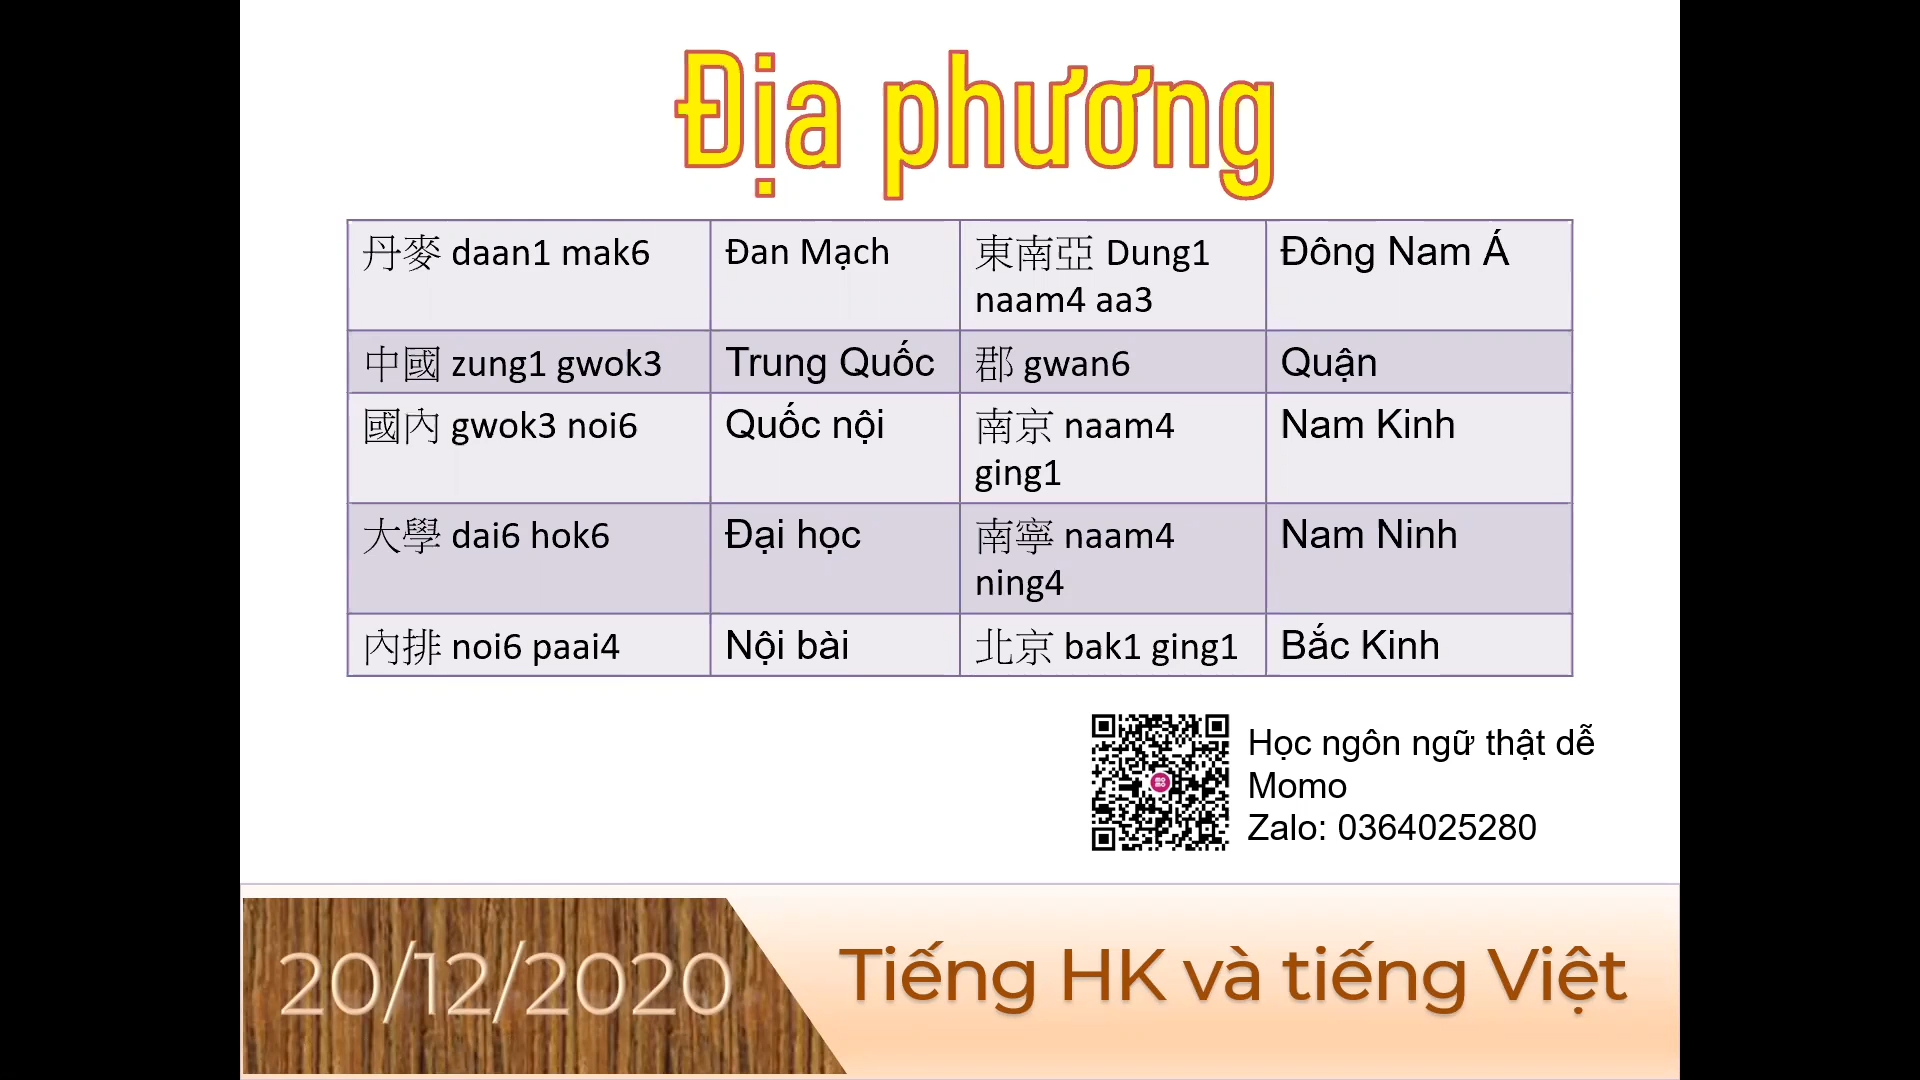 Địa phương
丹麥 daan1 mak6
Đan Mạch
東南亞 Dung1
naam4 aa3
Đông Nam Á
中國 zung1 gwok3
Trung Quốc
郡 gwan6
Quận
國內 gwok3 noi6
Quốc nội
南京 naam4
ging1
Nam Kinh
大學 dai6 hok6
Đại học
南寧 naam4
ning4
Nam Ninh
內排 noi6 paai4
Nội bài
北京 bak1 ging1
Bắc Kinh
Học ngôn ngữ thật dễ
Momo
Zalo: 0364025280
20/12/2020
Tiếng HK và tiếng Việt